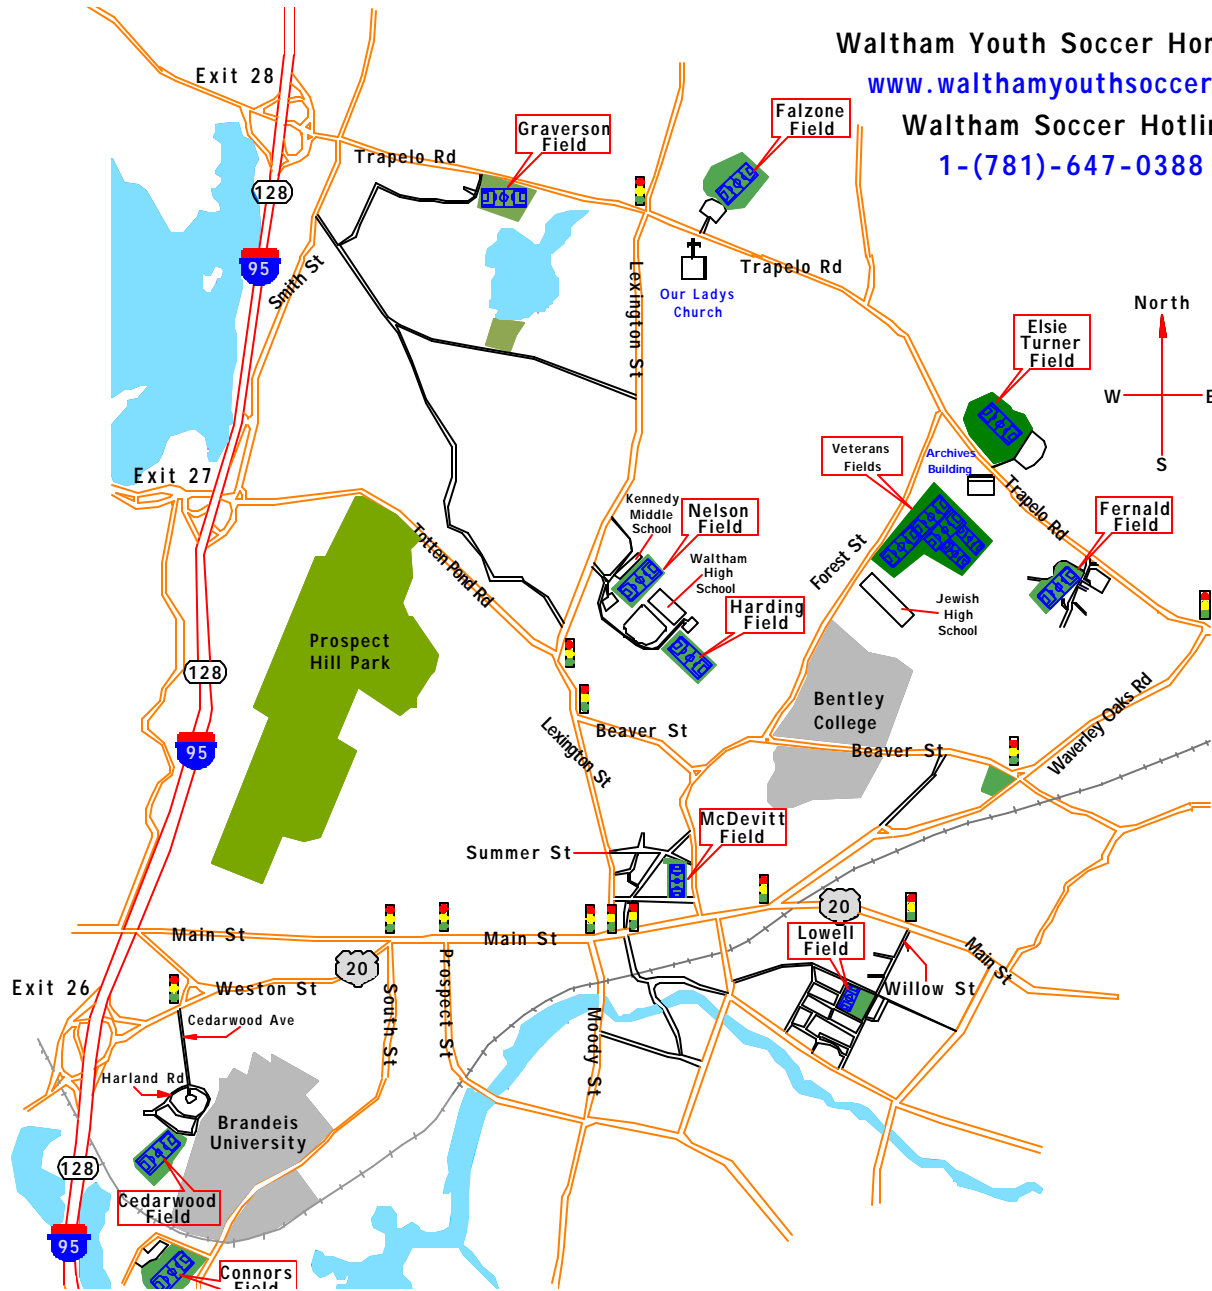 Waltham Youth Soccer Hor
www.walthamyouthsoccer
Waltham Soccer Hotlin
1-(781)-647-0388
Exit 28
Falzone
Field
Graverson
Field
Trapelo Rd
128
95
Smith St
Lexington St
Trapelo Rd
Our Ladys
Church
North
W
E
S
Elsie
Turner
Field
Veterans
Fields
Archives
Building
Exit 27
Kennedy
Middle
School
Nelson
Field
Totten Pond Rd
Waltham
High
School
Trapelo Rd
Fernald
Field
Forest St
Harding
Field
Jewish
High
School
Prospect
Hill Park
128
95
Bentley
College
Lexington St
Beaver St
Beaver St
Waverley Oaks Rd
McDevitt
Field
Summer St
20
Main St
Main St
Lowell
Field
Main St
20
Exit 26
Weston St
Willow St
South St
Prospect St
Moody St
Cedarwood Ave
Harland Rd
Brandeis
University
128
Cedarwood
Field
95
Connors
Field